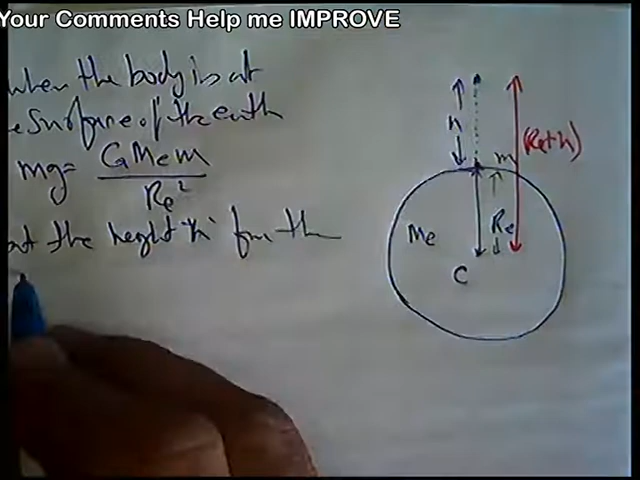 Your Comments Help me IMPROVE
when the body is at
e surface of the earth
mg = GMem
Re²
at the height 'h' from th
h
m
(Re+h)
Re
Me
C